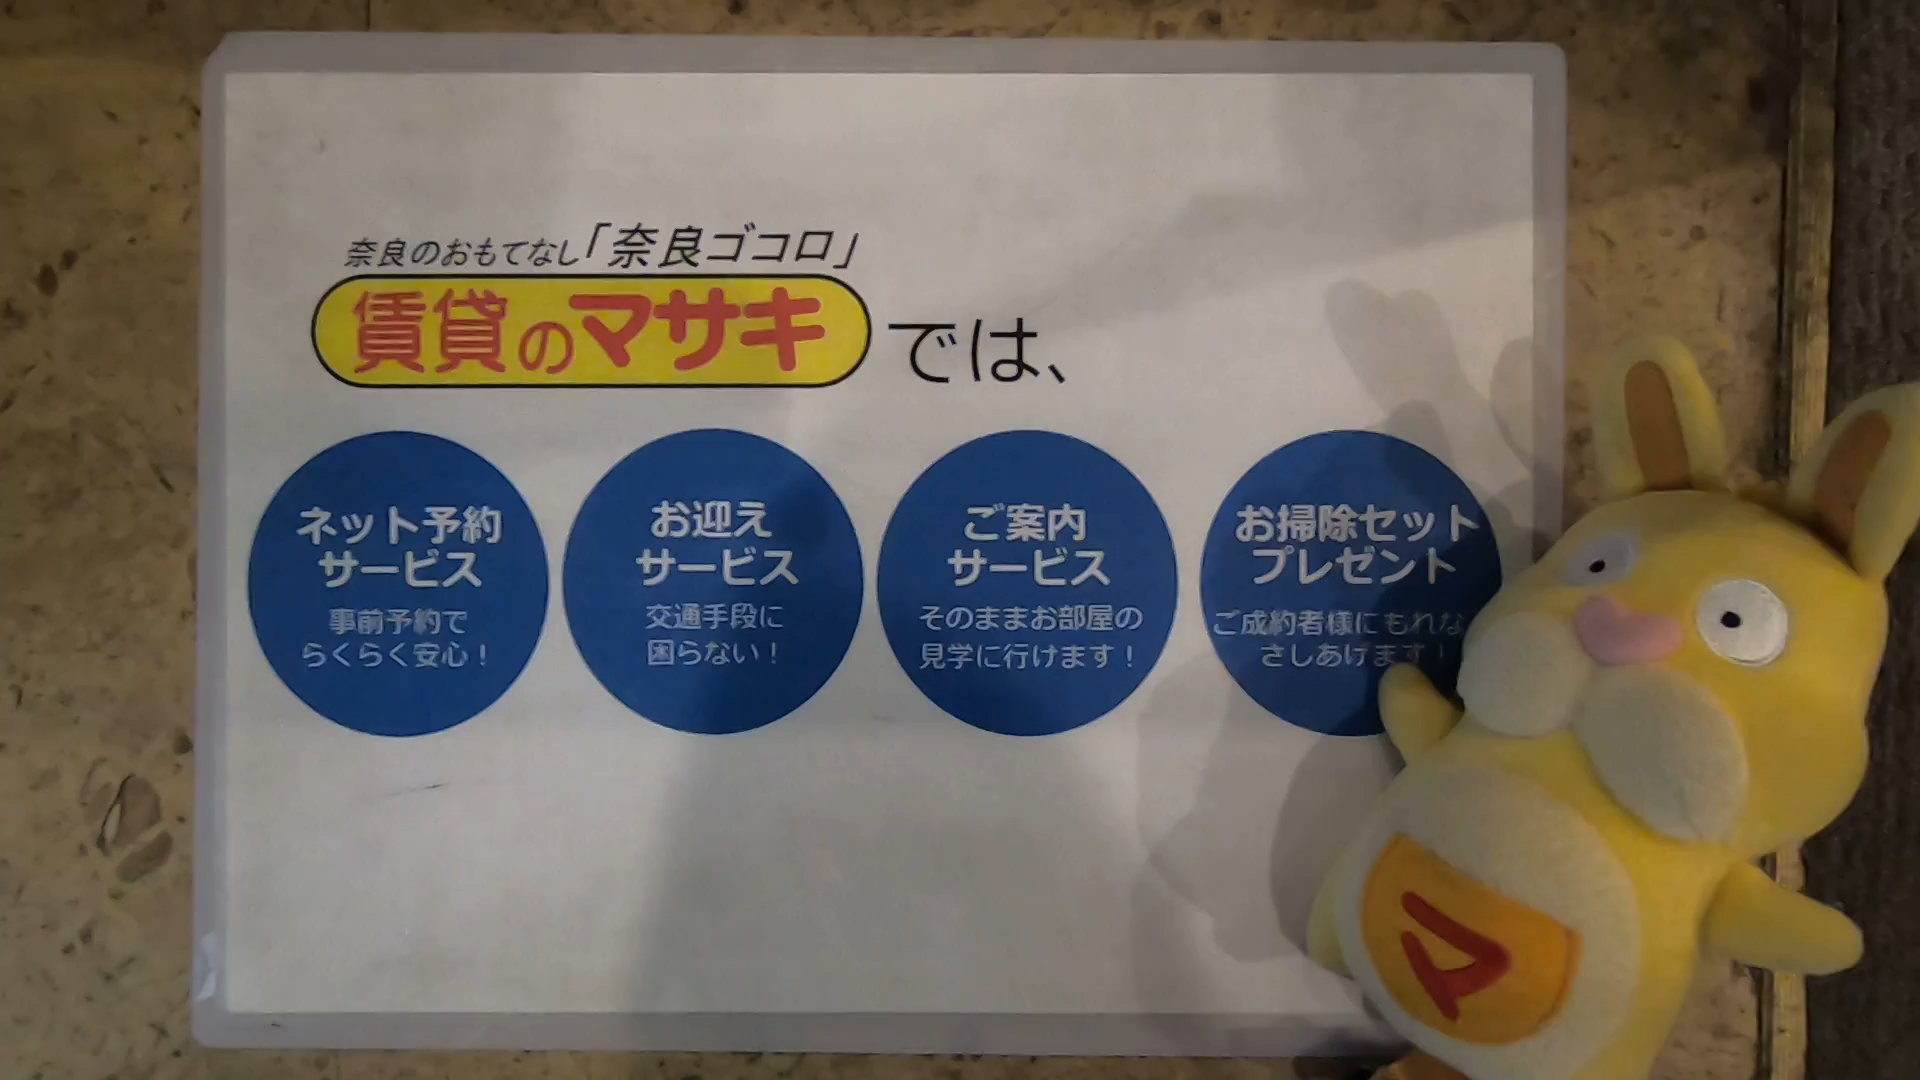 奈良のおもてなし「奈良ゴコロ」
賃貸のマサキでは、
ネット予約
サービス
事前予約で
らくらく安心！
お迎え
サービス
交通手段に
困らない！
ご案内
サービス
そのままお部屋の
見学に行けます！
お掃除セット
プレゼント
ご成約者様にもれな
さしあげます！
マ